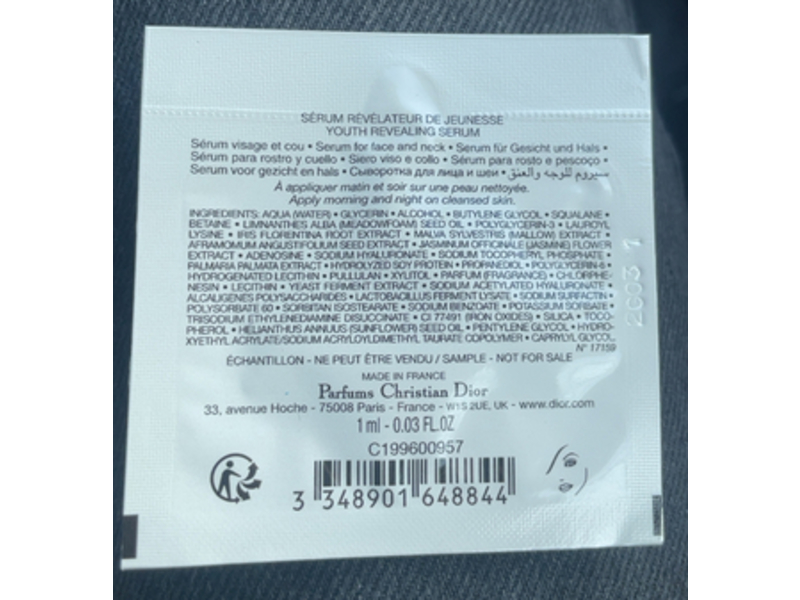 SÉRUM RÉVÉLATEUR DE JEUNESSE
YOUTH REVEALING SERUM
Sérum visage et cou • Serum for face and neck • Serum für Gesicht und Hals •
Sérum para rostro y cuello • Siero viso e collo • Sérum para rosto e pescoço •
Serum voor gezicht en hals • Сыворотка для лица и шеи • سيروم للوجه والعنق
À appliquer matin et soir sur une peau nettoyée.
Apply morning and night on cleansed skin.
INGREDIENTS: AQUA (WATER) • GLYCERIN • ALCOHOL • BUTYLENE GLYCOL • SQUALANE •
BETAINE • LIMNANTHES ALBA (MEADOWFOAM) SEED OIL • POLYGLYCERIN-3 • LAUROYL
LYSINE • IRIS FLORENTINA ROOT EXTRACT • MALVA SYLVESTRIS (MALLOW) EXTRACT •
AFRAMOMUM ANGUSTIFOLIUM SEED EXTRACT • JASMINUM OFFICINALE (JASMINE) FLOWER
EXTRACT • ADENOSINE • SODIUM HYALURONATE • SODIUM TOCOPHERYL PHOSPHATE •
PALMARIA PALMATA EXTRACT • HYDROLYZED SOY PROTEIN • PROPANEDIOL • POLYGLYCERIN-6 •
HYDROGENATED LECITHIN • PULLULAN • XYLITOL • PARFUM (FRAGRANCE) • CHLORPHE-
NESIN • LECITHIN • YEAST FERMENT EXTRACT • SODIUM ACETYLATED HYALURONATE •
ALCALIGENES POLYSACCHARIDES • LACTOBACILLUS FERMENT LYSATE • SODIUM SURFACTIN •
POLYSORBATE 60 • SORBITAN ISOSTEARATE • SODIUM BENZOATE • POTASSIUM SORBATE •
TRISODIUM ETHYLENEDIAMINE DISUCCINATE • CI 77491 (IRON OXIDES) • SILICA • TOCO-
PHEROL • HELIANTHUS ANNUUS (SUNFLOWER) SEED OIL • PENTYLENE GLYCOL • HYDRO-
XYETHYL ACRYLATE/SODIUM ACRYLOYLDIMETHYL TAURATE COPOLYMER • CAPRYLYL GLYCOL.
N° 17159
ÉCHANTILLON - NE PEUT ÊTRE VENDU / SAMPLE - NOT FOR SALE
MADE IN FRANCE
Parfums Christian Dior
33, avenue Hoche - 75008 Paris - France - W1S 2UE, UK - www.dior.com
1 ml - 0.03 FL.OZ
C199600957
3 348901 648844